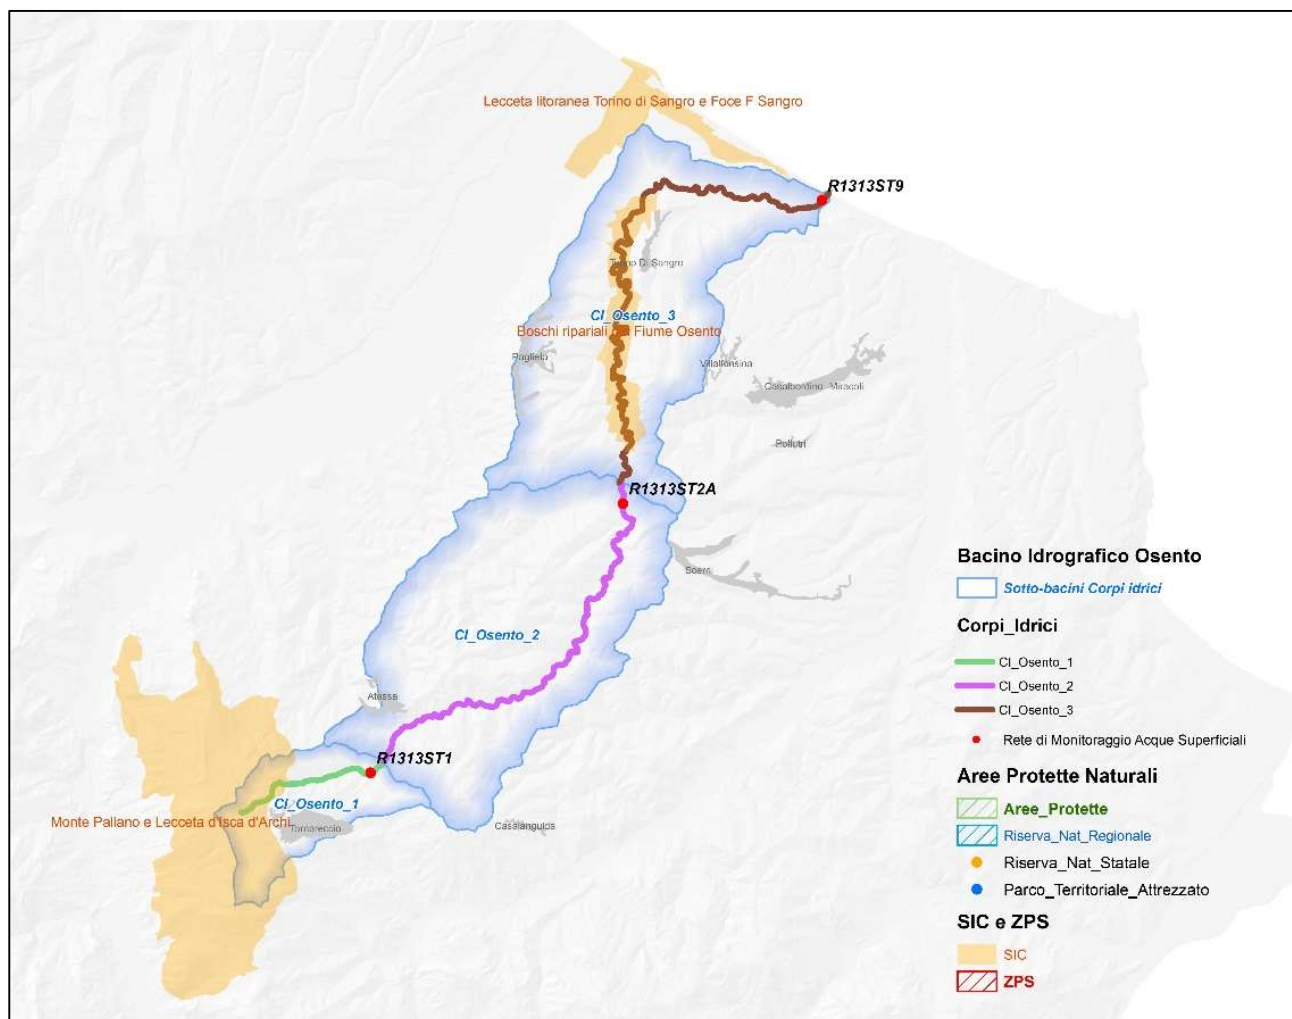 Lecceta litoranea Torino di Sangro e Foce F Sangro
R1313ST9
Torino Di Sangro
CI_Osento_3
Boschi ripariali del Fiume Osento
Paglieta
Villalfonsina
Casalbordino Miracoli
Pollutri
R1313ST2A
Scerni
CI_Osento_2
Atessa
R1313ST1
CI_Osento_1
Monte Pallano e Lecceta d'Isca d'Archi
Tornareccio
Casalanguida
Bacino Idrografico Osento
Sotto-bacini Corpi idrici
Corpi_Idrici
CI_Osento_1
CI_Osento_2
CI_Osento_3
Rete di Monitoraggio Acque Superficiali
Aree Protette Naturali
Aree_Protette
Riserva_Nat_Regionale
Riserva_Nat_Statale
Parco_Territoriale_Attrezzato
SIC e ZPS
SIC
ZPS